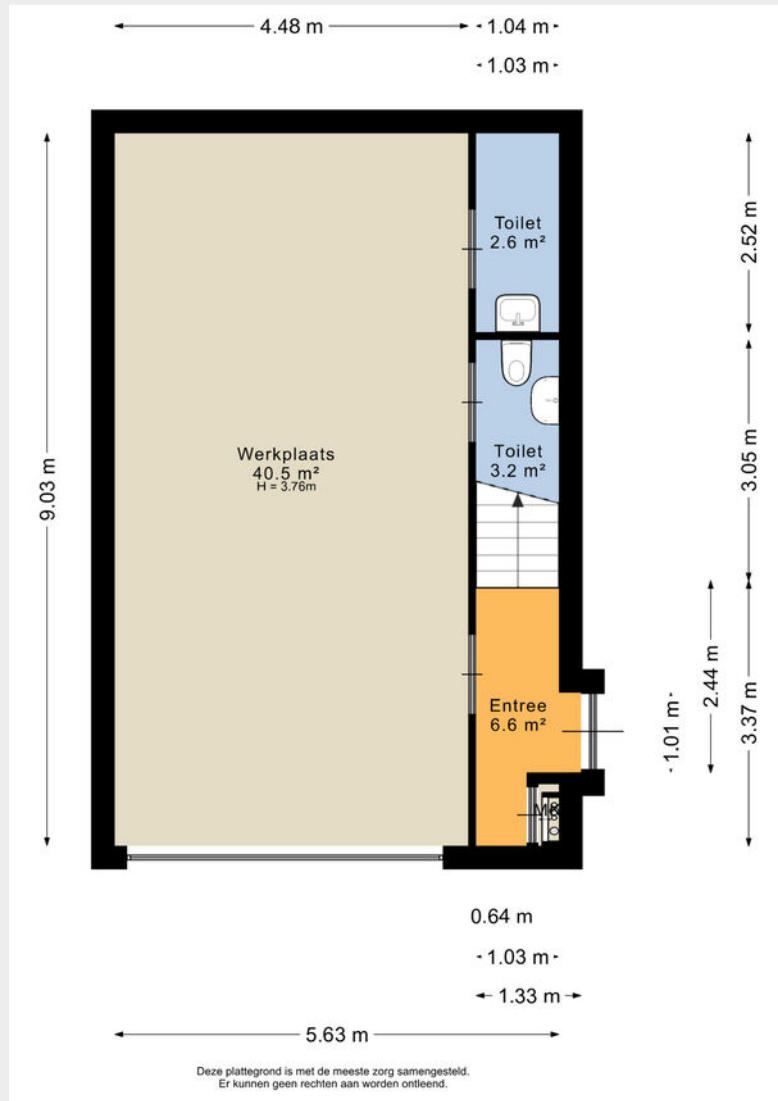 4.48 m
1.04 m
1.03 m
Toilet
2.6 m²
2.52 m
Werkplaats
40.5 m²
H = 3.76m
Toilet
3.2 m²
3.05 m
9.03 m
Entree
6.6 m²
1.01 m
2.44 m
3.37 m
MK
0.64 m
1.03 m
1.33 m
5.63 m
Deze plattegrond is met de meeste zorg samengesteld.
Er kunnen geen rechten aan worden ontleend.